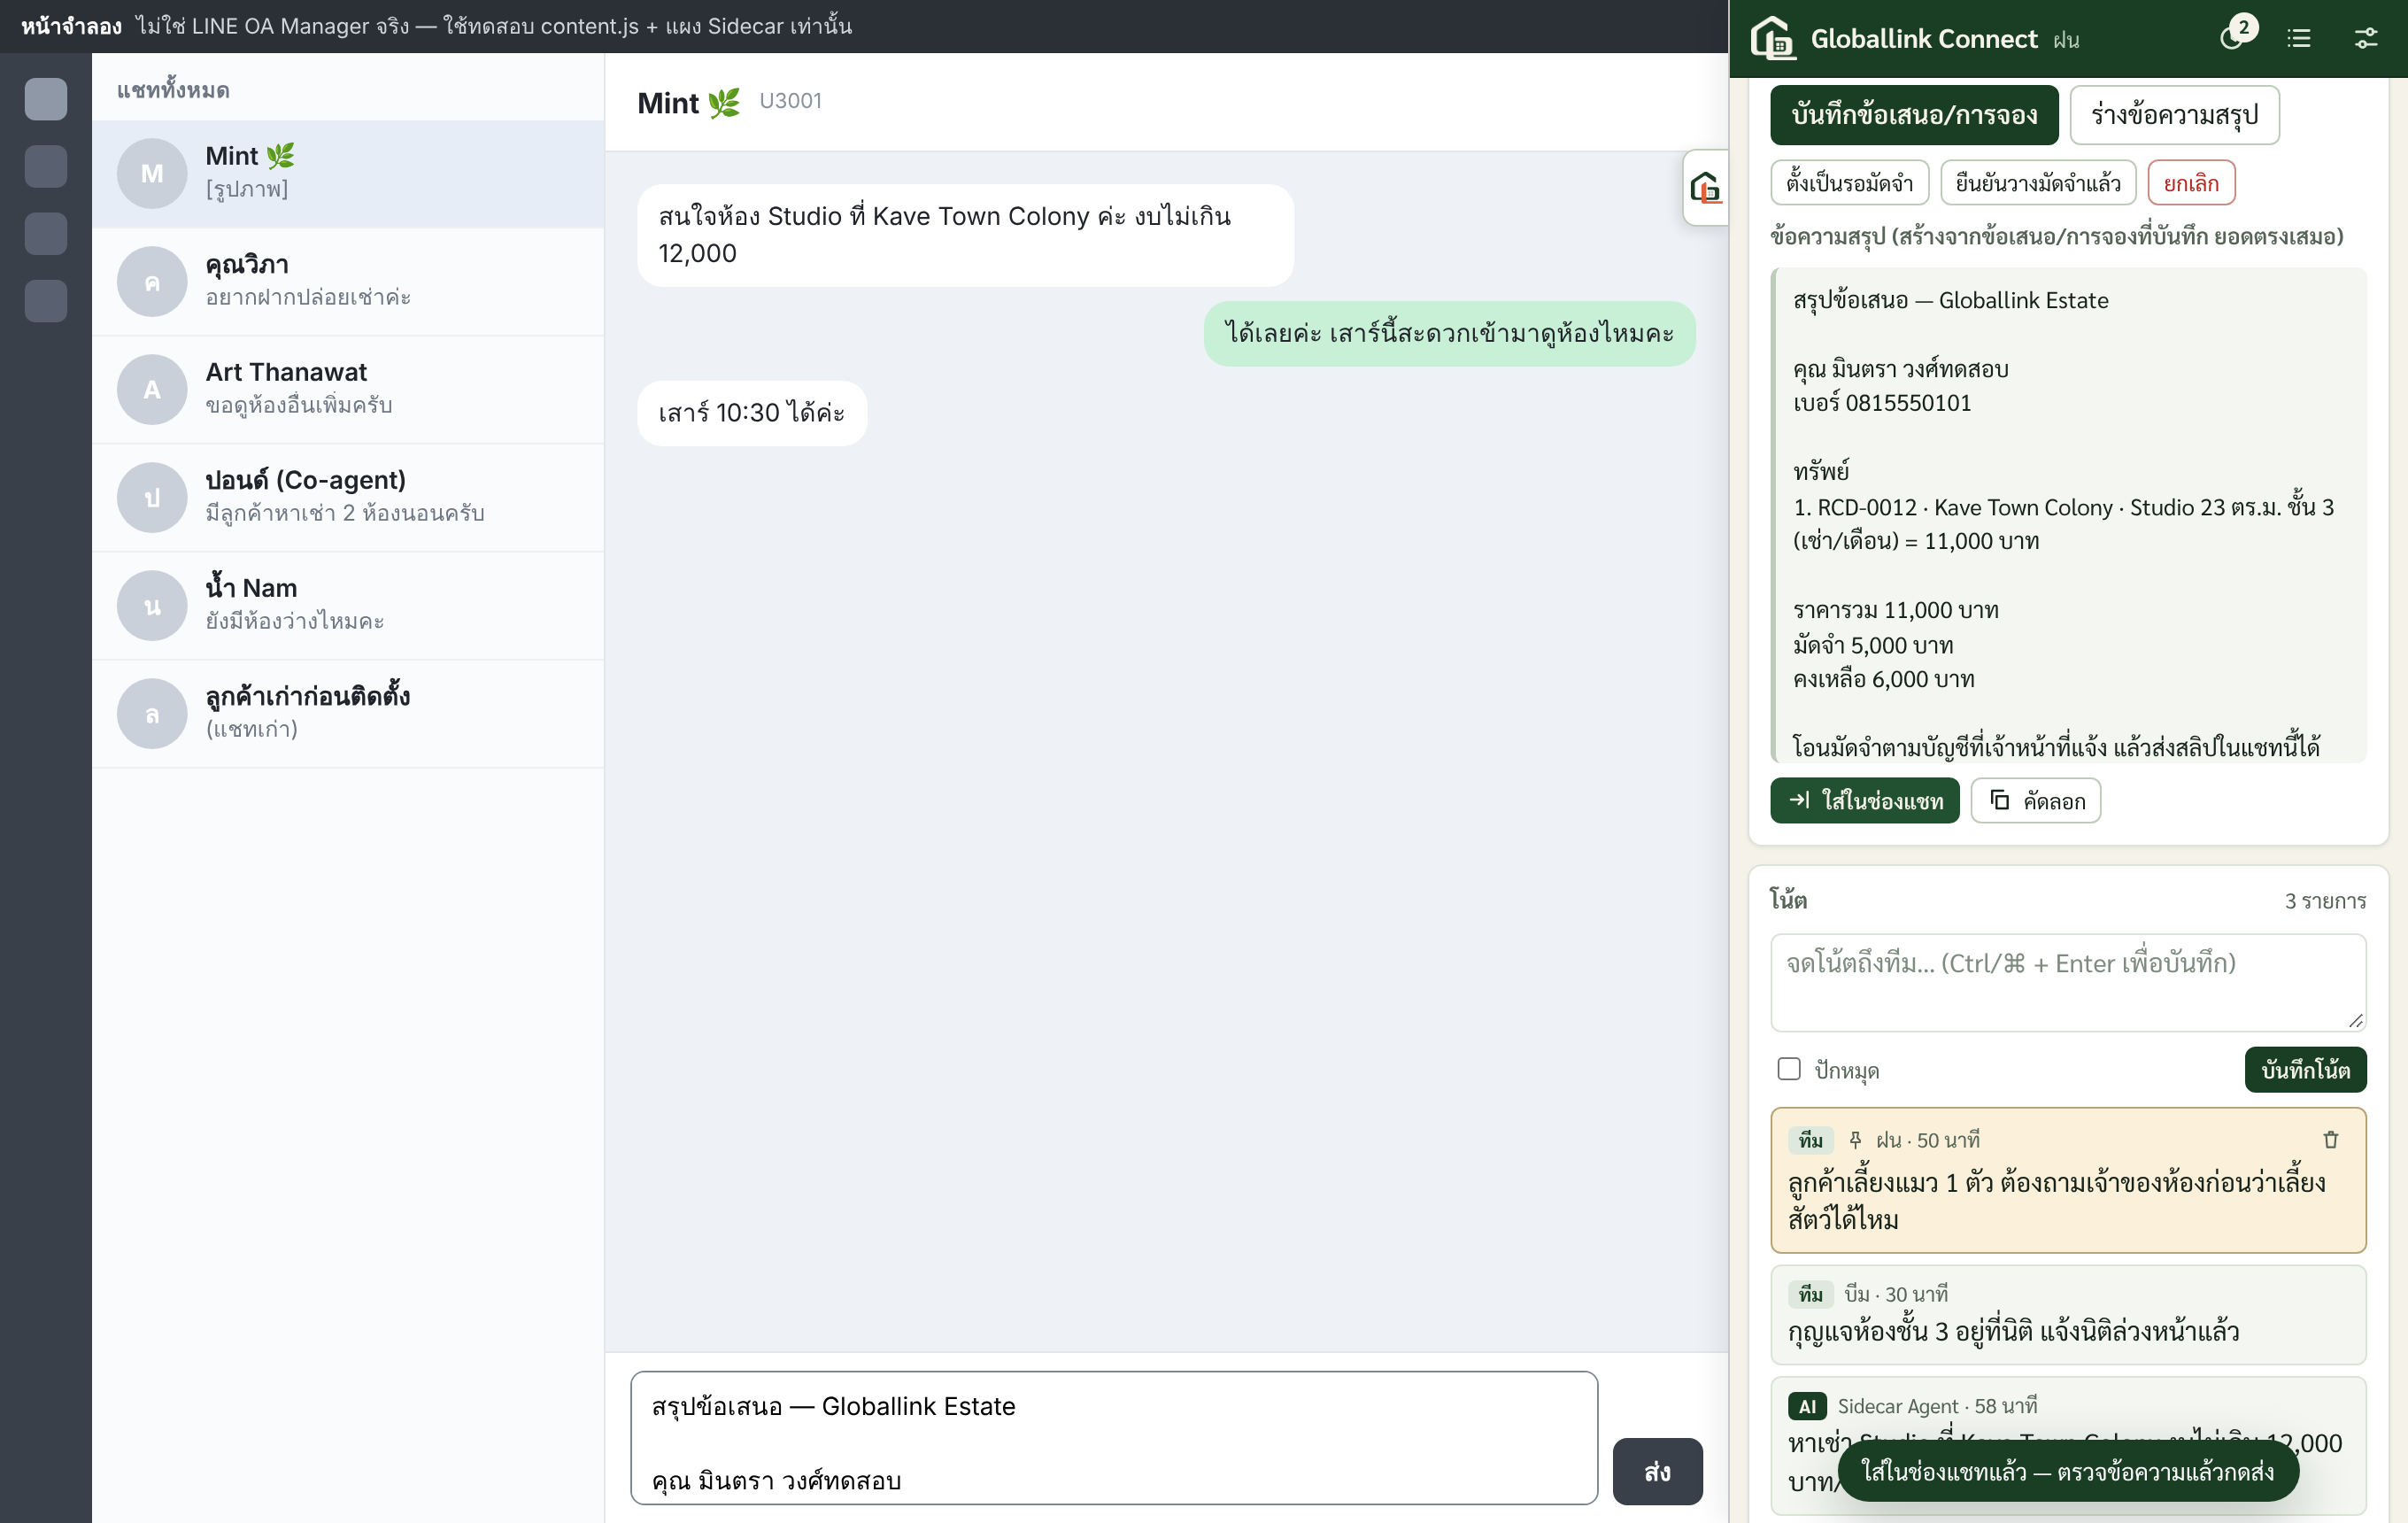 หน้าจำลอง ไม่ใช่ LINE OA Manager จริง — ใช้ทดสอบ content.js + แผง Sidecar เท่านั้น
แชททั้งหมด
M
Mint 🌿
[รูปภาพ]
ค
คุณวิภา
อยากฝากปล่อยเช่าค่ะ
A
Art Thanawat
ขอดูห้องอื่นเพิ่มครับ
ป
ปอนด์ (Co-agent)
มีลูกค้าหาเช่า 2 ห้องนอนครับ
น
น้ำ Nam
ยังมีห้องว่างไหมคะ
ล
ลูกค้าเก่าก่อนติดตั้ง
(แชทเก่า)
Mint 🌿 U3001
สนใจห้อง Studio ที่ Kave Town Colony ค่ะ งบไม่เกิน
12,000
ได้เลยค่ะ เสาร์นี้สะดวกเข้ามาดูห้องไหมคะ
เสาร์ 10:30 ได้ค่ะ
สรุปข้อเสนอ — Globallink Estate
คุณ มินตรา วงศ์ทดสอบ
ส่ง
Globallink Connect ฝน
2
บันทึกข้อเสนอ/การจอง ร่างข้อความสรุป
ตั้งเป็นรอมัดจำ ยืนยันวางมัดจำแล้ว ยกเลิก
ข้อความสรุป (สร้างจากข้อเสนอ/การจองที่บันทึก ยอดตรงเสมอ)
สรุปข้อเสนอ — Globallink Estate
คุณ มินตรา วงศ์ทดสอบ
เบอร์ 0815550101
ทรัพย์
1. RCD-0012 · Kave Town Colony · Studio 23 ตร.ม. ชั้น 3
(เช่า/เดือน) = 11,000 บาท
ราคารวม 11,000 บาท
มัดจำ 5,000 บาท
คงเหลือ 6,000 บาท
โอนมัดจำตามบัญชีที่เจ้าหน้าที่แจ้ง แล้วส่งสลิปในแชทนี้ได้
ใส่ในช่องแชท คัดลอก
โน้ต 3 รายการ
จดโน้ตถึงทีม… (Ctrl/⌘ + Enter เพื่อบันทึก)
ปักหมุด บันทึกโน้ต
ทีม ฝน · 50 นาที
ลูกค้าเลี้ยงแมว 1 ตัว ต้องถามเจ้าของห้องก่อนว่าเลี้ยง
สัตว์ได้ไหม
ทีม บีม · 30 นาที
กุญแจห้องชั้น 3 อยู่ที่นิติ แจ้งนิติล่วงหน้าแล้ว
AI Sidecar Agent · 58 นาที
หาเช่า Studio ที่ Kave Town Colony งบไม่เกิน 12,000
บาท/
ใส่ในช่องแชทแล้ว — ตรวจข้อความแล้วกดส่ง